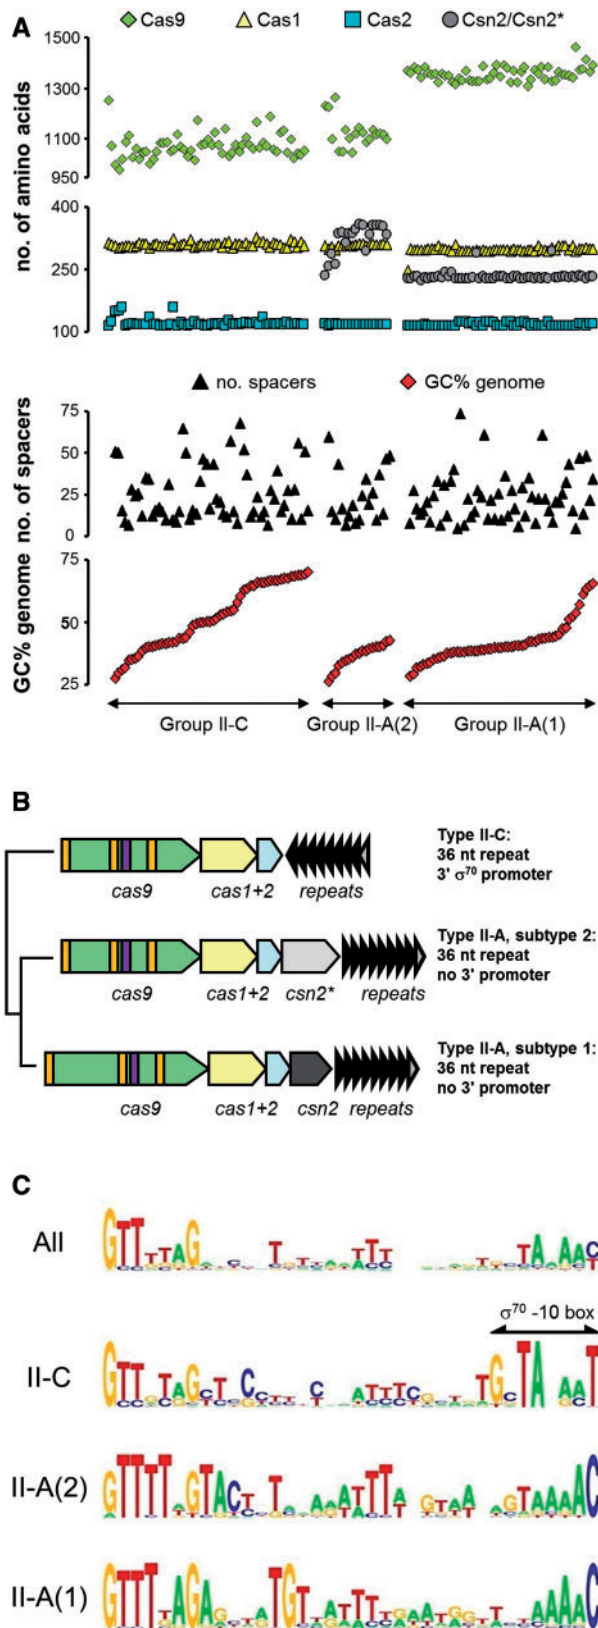 A
Cas9 Cas1 Cas2 Csn2/Csn2*
no. of amino acids
1500
1300
1100
950
400
250
100
no. spacers GC% genome
no. of spacers
75
50
25
0
GC% genome
75
50
25
Group II-C Group II-A(2) Group II-A(1)
B
cas9 cas1+2 repeats
Type II-C:
36 nt repeat
3' σ70 promoter
cas9 cas1+2 csn2* repeats
Type II-A, subtype 2:
36 nt repeat
no 3' promoter
cas9 cas1+2 csn2 repeats
Type II-A, subtype 1:
36 nt repeat
no 3' promoter
C
All
σ70 -10 box
II-C
II-A(2)
II-A(1)